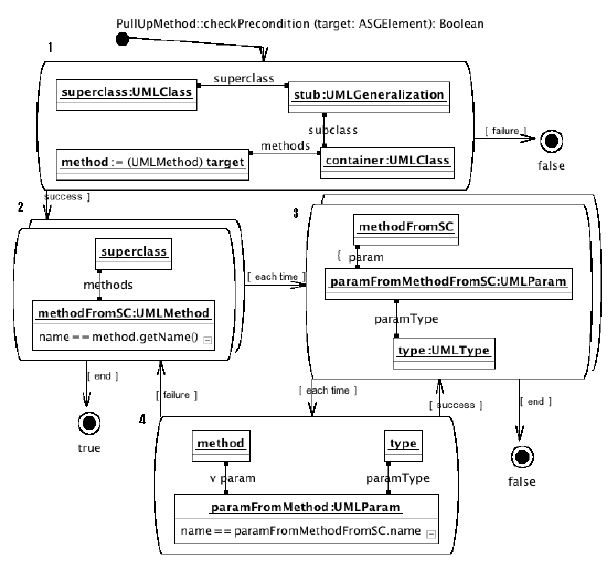 PullUpMethod::checkPrecondition (target: ASGElement): Boolean
1
superclass:UMLClass
superclass
stub:UMLGeneralization
subclass
methods
method := (UMLMethod) target
container:UMLClass
[ failure ]
false
success ]
2
superclass
methods
methodFromSC:UMLMethod
name == method.getName()
[ each time ]
3
methodFromSC
{ param
paramFromMethodFromSC:UMLParam
paramType
type:UMLType
[ end ]
true
[ failure ]
[ each time ]
[ success ]
[ end ]
false
4
method
type
v param
paramType
paramFromMethod:UMLParam
name == paramFromMethodFromSC.name